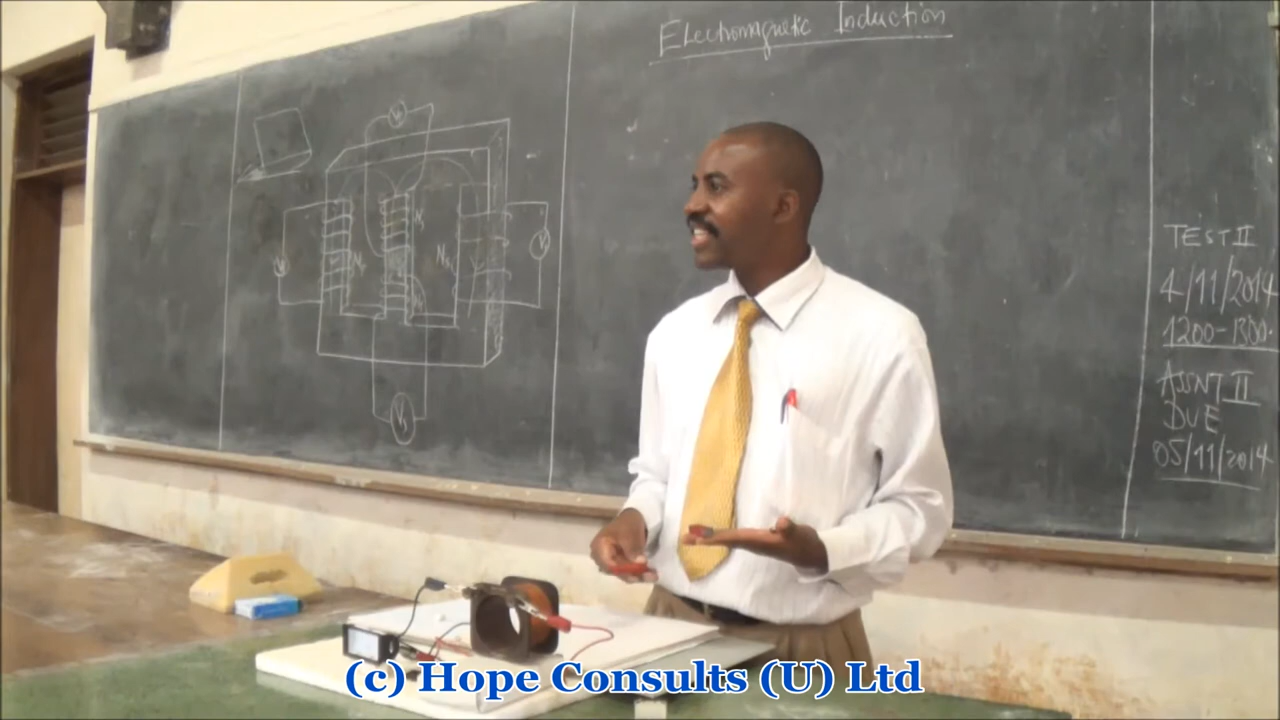 Electromagnetic Induction
TEST II
4/11/2014
1200-1300
ASSNT II
DUE
05/11/2014
(c) Hope Consults (U) Ltd